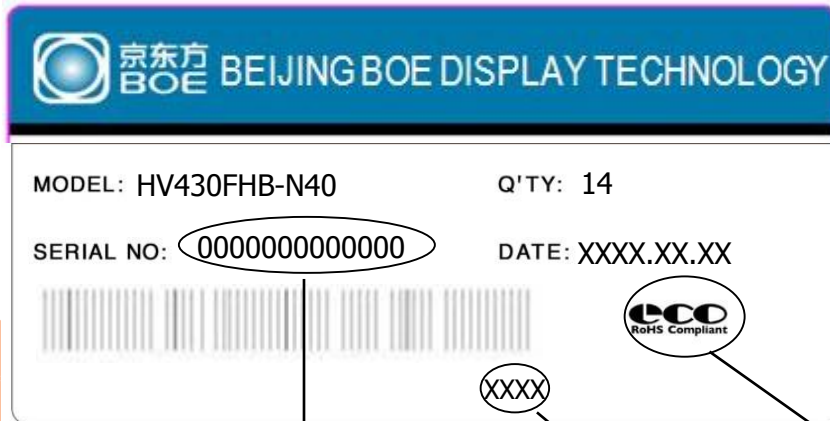 京东方
BOE BEIJING BOE DISPLAY TECHNOLOGY
MODEL: HV430FHB-N40 Q'TY: 14
SERIAL NO: 0000000000000 DATE: XXXX.XX.XX
eco
RoHS Compliant
XXXX